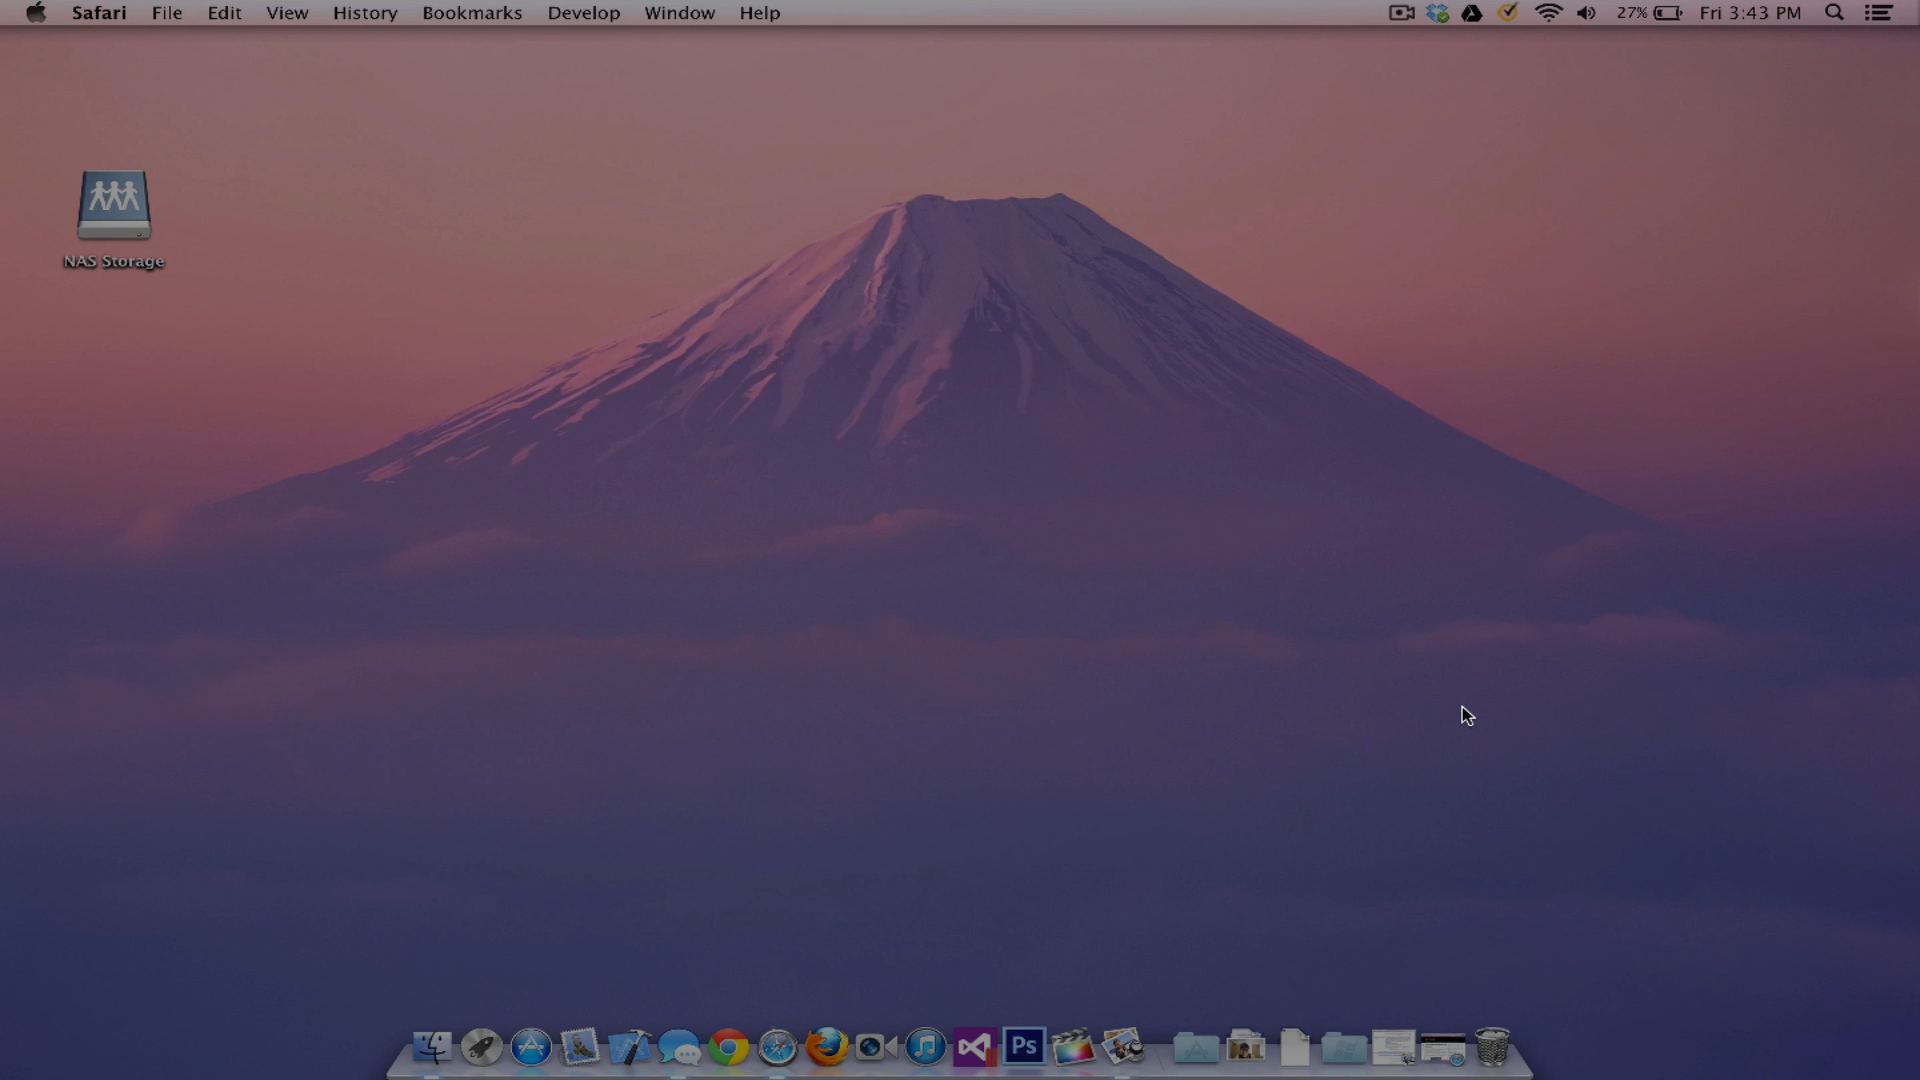 Safari File Edit View History Bookmarks Develop Window Help 27% Fri 3:43 PM
NAS Storage
Ps